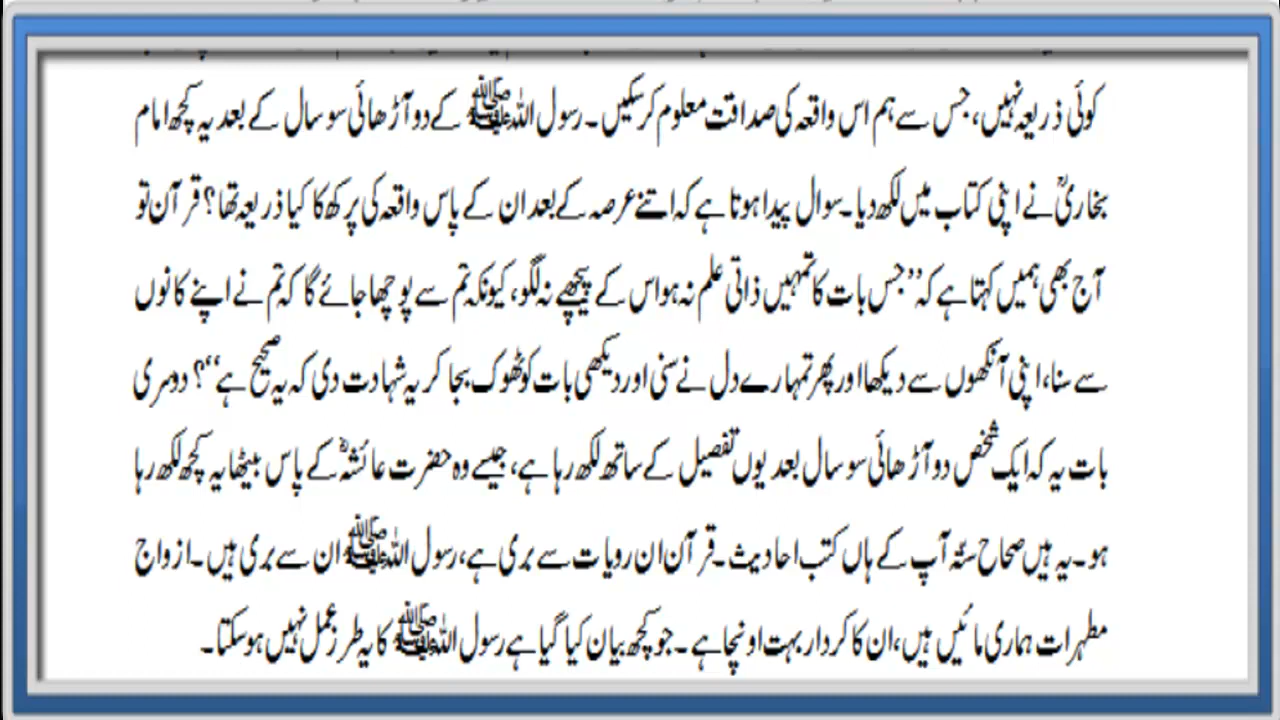 کوئی ذریعہ نہیں، جس سے ہم اس واقعہ کی صداقت معلوم کرسکیں۔ رسول اللہ ﷺ کے دو آڑھائی سو سال کے بعد یہ کچھ امام
بخاریؒ نے اپنی کتاب میں لکھ دیا۔ سوال پیدا ہوتا ہے کہ اتنے عرصہ کے بعد ان کے پاس واقعہ کی پرکھ کا کیا ذریعہ تھا؟ قرآن تو
آج بھی ہمیں کہتا ہے کہ ’’جس بات کا تمہیں ذاتی علم نہ ہو اس کے پیچھے نہ لگو، کیونکہ تم سے پوچھا جائے گا کہ تم نے اپنے کانوں
سے سنا، اپنی آنکھوں سے دیکھا اور پھر تمہارے دل نے سنی اور دیکھی بات کو ٹھوک بجا کر یہ شہادت دی کہ یہ صحیح ہے‘‘؟ دوسری
بات یہ کہ ایک شخص دو آڑھائی سو سال بعد یوں تفصیل کے ساتھ لکھ رہا ہے، جیسے وہ حضرت عائشہؓ کے پاس بیٹھا یہ کچھ لکھ رہا
ہو۔ یہ ہیں صحاح ستّہ آپ کے ہاں کتب احادیث۔ قرآن ان روایات سے بری ہے، رسول اللہ ﷺ ان سے بری ہیں۔ ازواج
مطہرات ہماری مائیں ہیں، ان کا کردار بہت اونچا ہے۔ جو کچھ بیان کیا گیا ہے رسول اللہ ﷺ کا یہ طرز عمل نہیں ہوسکتا۔